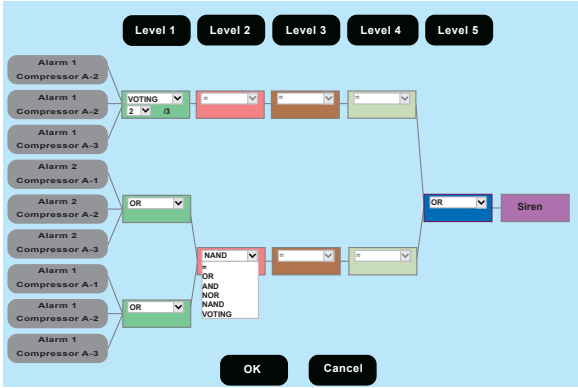 Level 1 Level 2 Level 3 Level 4 Level 5
Alarm 1
Compressor A-2
Alarm 1
Compressor A-2
VOTING = = =
2 /3
Alarm 1
Compressor A-3
Alarm 2
Compressor A-1
Alarm 2
Compressor A-2
OR OR Siren
Alarm 2
Compressor A-3
NAND = =
=
OR
AND
NOR
NAND
VOTING
Alarm 1
Compressor A-1
Alarm 1
Compressor A-2
OR
Alarm 1
Compressor A-3
OK Cancel